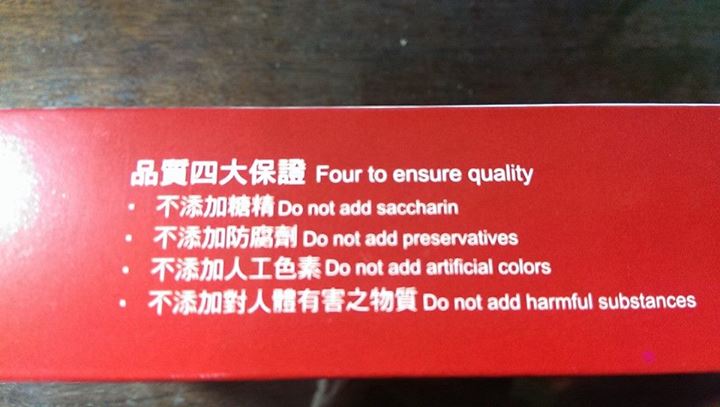 品質四大保證 Four to ensure quality
· 不添加糖精 Do not add saccharin
· 不添加防腐劑 Do not add preservatives
· 不添加人工色素 Do not add artificial colors
· 不添加對人體有害之物質 Do not add harmful substances